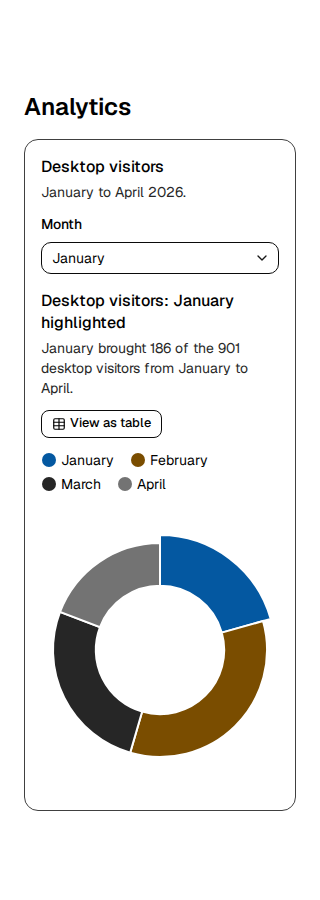 Analytics
Desktop visitors
January to April 2026.
Month
January
Desktop visitors: January
highlighted
January brought 186 of the 901
desktop visitors from January to
April.
View as table
January
February
March
April